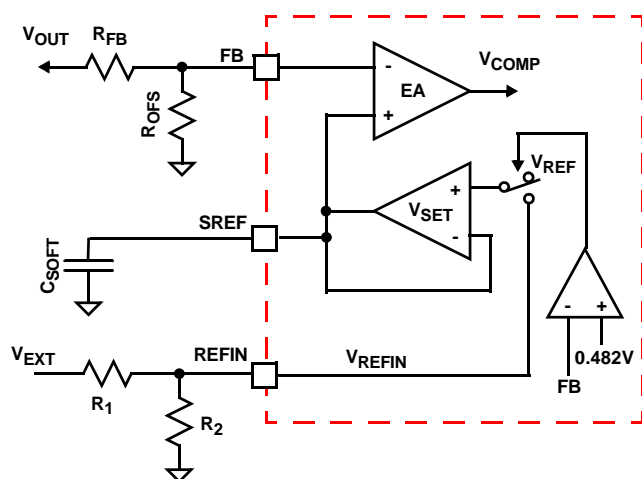 VOUT
RFB
FB
ROFS
-
EA
+
VCOMP
VREF
+
VSET
-
SREF
CSOFT
- +
0.482V
FB
VEXT
R1
REFIN
VREFIN
R2